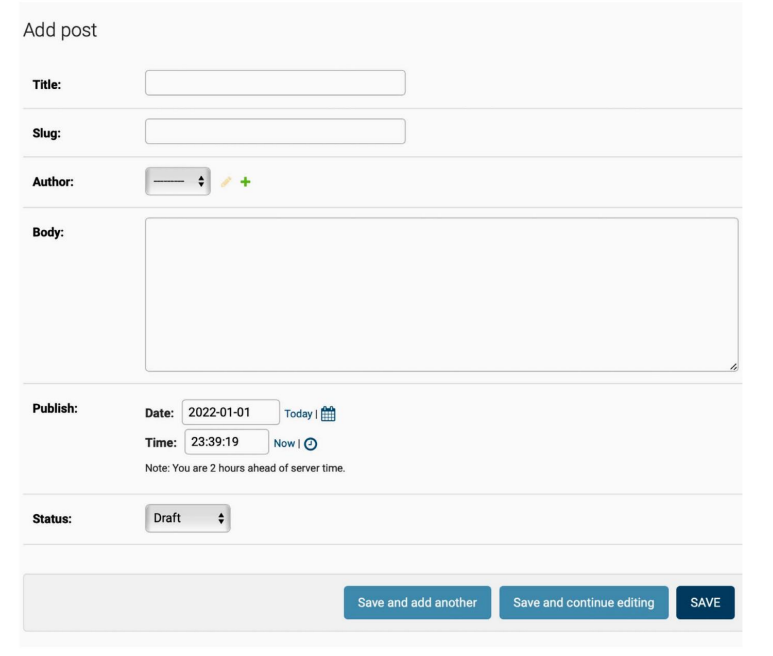 Add post
Title:
Slug:
Author: ---------
Body:
Publish: Date: 2022-01-01 Today |
Time: 23:39:19 Now |
Note: You are 2 hours ahead of server time.
Status: Draft
Save and add another Save and continue editing SAVE